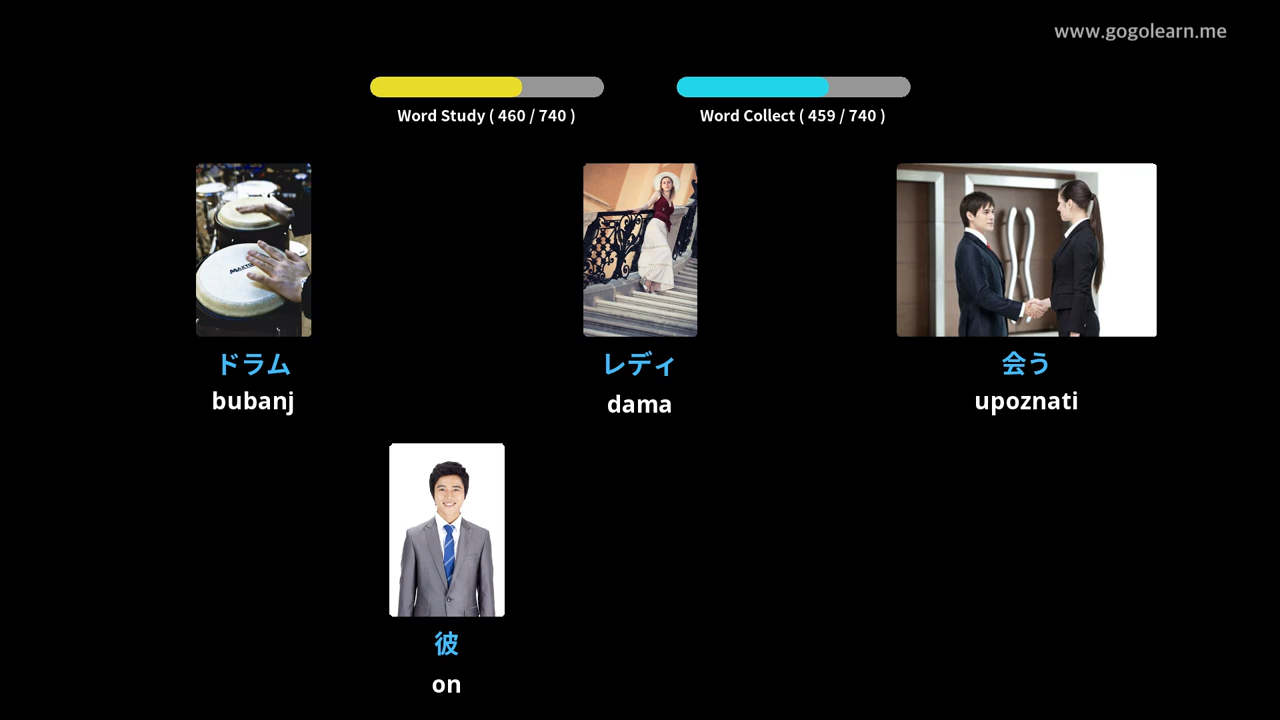 www.gogolearn.me
Word Study ( 460 / 740 )
Word Collect ( 459 / 740 )
ドラム
bubanj
レディ
dama
会う
upoznati
彼
on